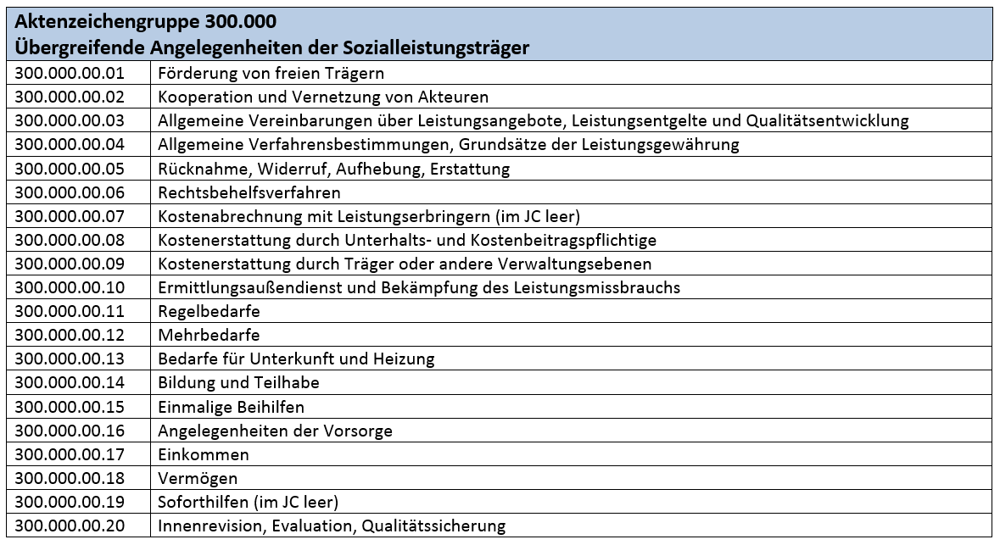 Aktenzeichengruppe 300.000
Übergreifende Angelegenheiten der Sozialleistungsträger
300.000.00.01 Förderung von freien Trägern
300.000.00.02 Kooperation und Vernetzung von Akteuren
300.000.00.03 Allgemeine Vereinbarungen über Leistungsangebote, Leistungsentgelte und Qualitätsentwicklung
300.000.00.04 Allgemeine Verfahrensbestimmungen, Grundsätze der Leistungsgewährung
300.000.00.05 Rücknahme, Widerruf, Aufhebung, Erstattung
300.000.00.06 Rechtsbehelfsverfahren
300.000.00.07 Kostenabrechnung mit Leistungserbringern (im JC leer)
300.000.00.08 Kostenerstattung durch Unterhalts- und Kostenbeitragspflichtige
300.000.00.09 Kostenerstattung durch Träger oder andere Verwaltungsebenen
300.000.00.10 Ermittlungsaußendienst und Bekämpfung des Leistungsmissbrauchs
300.000.00.11 Regelbedarfe
300.000.00.12 Mehrbedarfe
300.000.00.13 Bedarfe für Unterkunft und Heizung
300.000.00.14 Bildung und Teilhabe
300.000.00.15 Einmalige Beihilfen
300.000.00.16 Angelegenheiten der Vorsorge
300.000.00.17 Einkommen
300.000.00.18 Vermögen
300.000.00.19 Soforthilfen (im JC leer)
300.000.00.20 Innenrevision, Evaluation, Qualitätssicherung